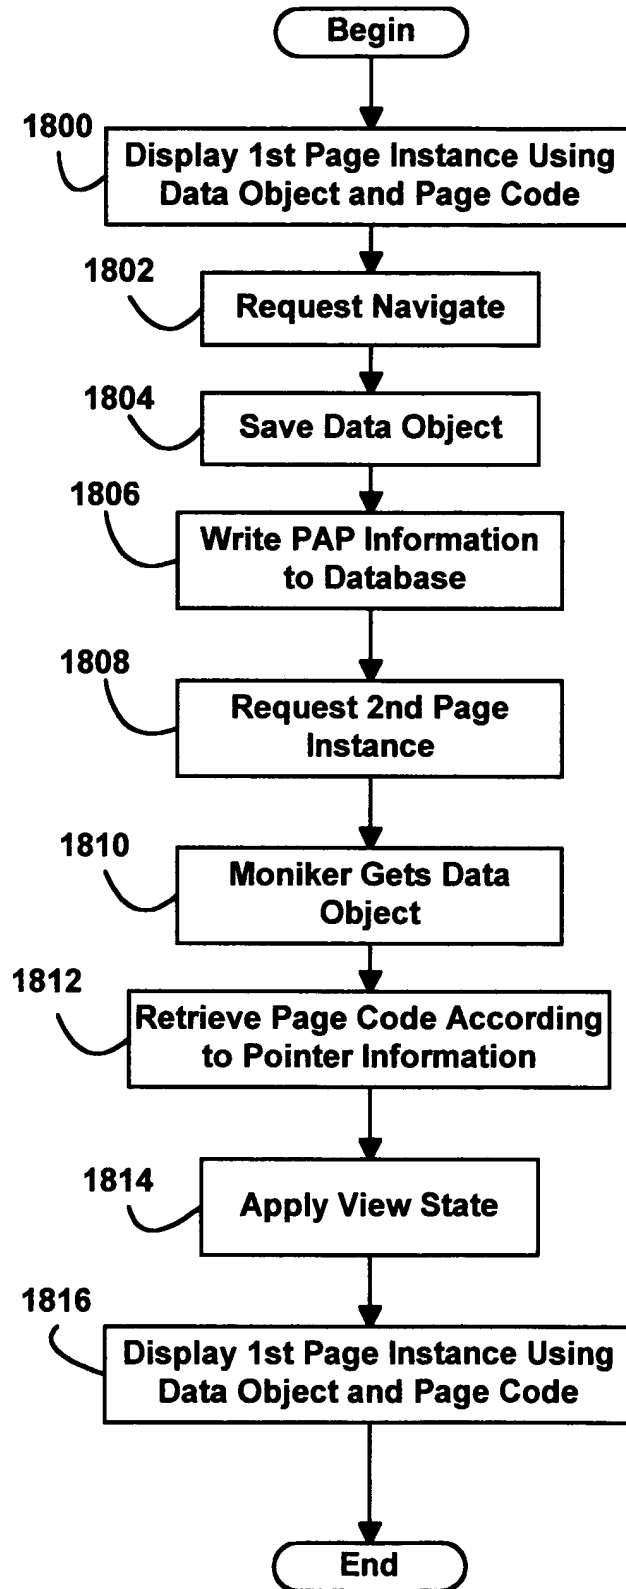 Begin
1800
Display 1st Page Instance Using
Data Object and Page Code
1802
Request Navigate
1804
Save Data Object
1806
Write PAP Information
to Database
1808
Request 2nd Page
Instance
1810
Moniker Gets Data
Object
1812
Retrieve Page Code According
to Pointer Information
1814
Apply View State
1816
Display 1st Page Instance Using
Data Object and Page Code
End